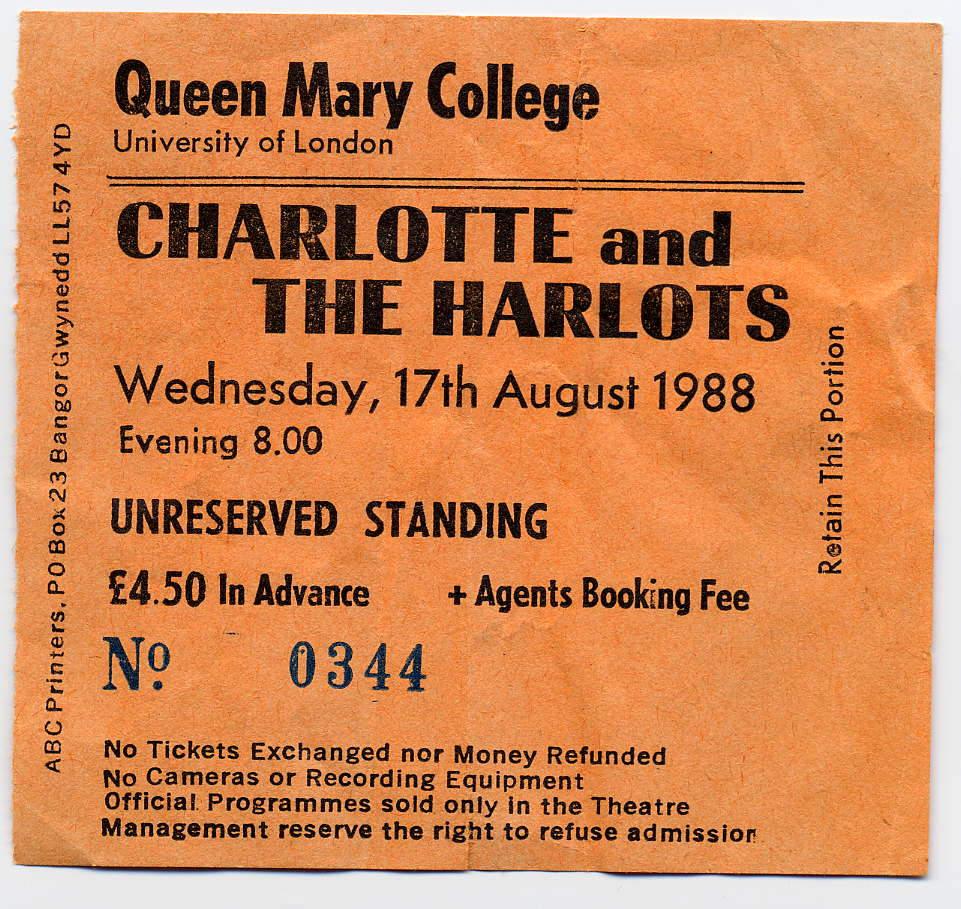 Queen Mary College
University of London
CHARLOTTE and
THE HARLOTS
Wednesday, 17th August 1988
Evening 8.00
UNRESERVED STANDING
£4.50 In Advance + Agents Booking Fee
Nº. 0344
No Tickets Exchanged nor Money Refunded
No Cameras or Recording Equipment
Official Programmes sold only in the Theatre
Management reserve the right to refuse admission
ABC Printers. PO Box 23 Bangor Gwynedd LL57 4YD
Retain This Portion